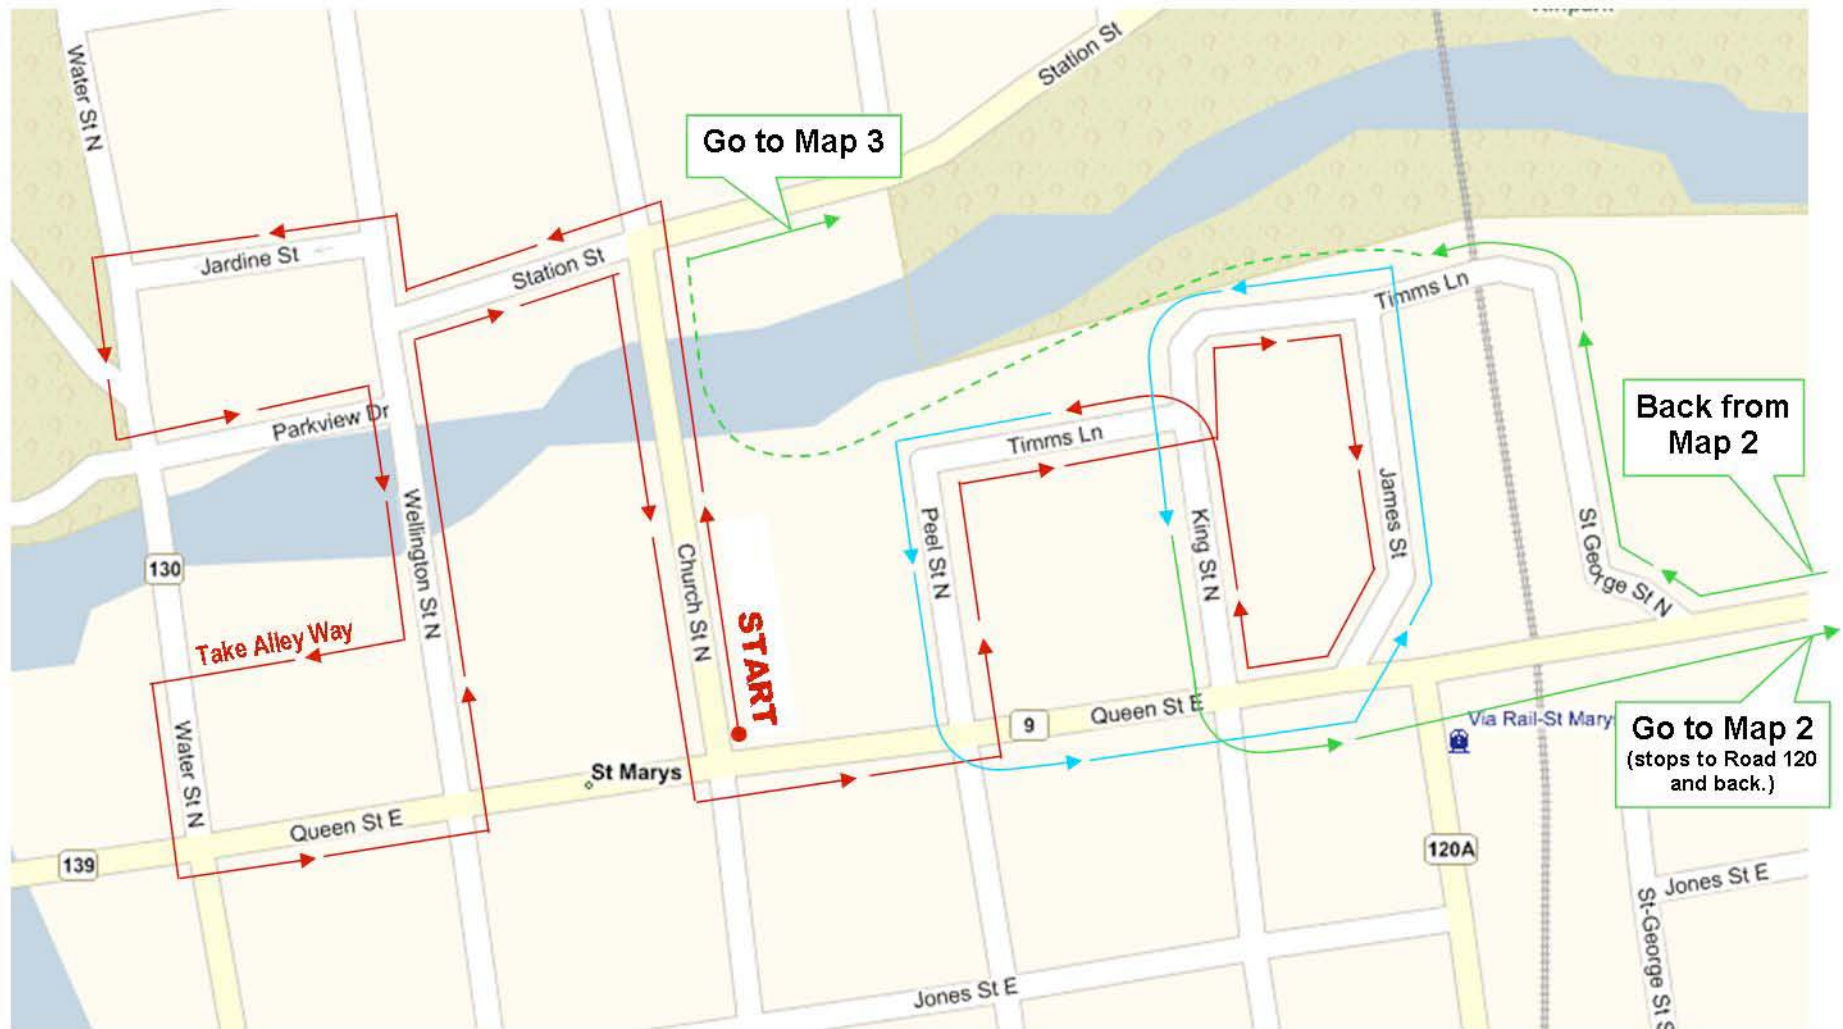 Water St N
Station St
Go to Map 3
Jardine St
Station St
Timms Ln
Parkview Dr
Timms Ln
Back from
Map 2
Wellington St N
Church St N
Peel St N
King St N
James St
St George St N
130
START
Take Alley Way
Water St N
9
Queen St E
Via Rail-St Mary
Go to Map 2
(stops to Road 120
and back.)
St Marys
Queen St E
139
120A
Jones St E
St-George St S
Jones St E